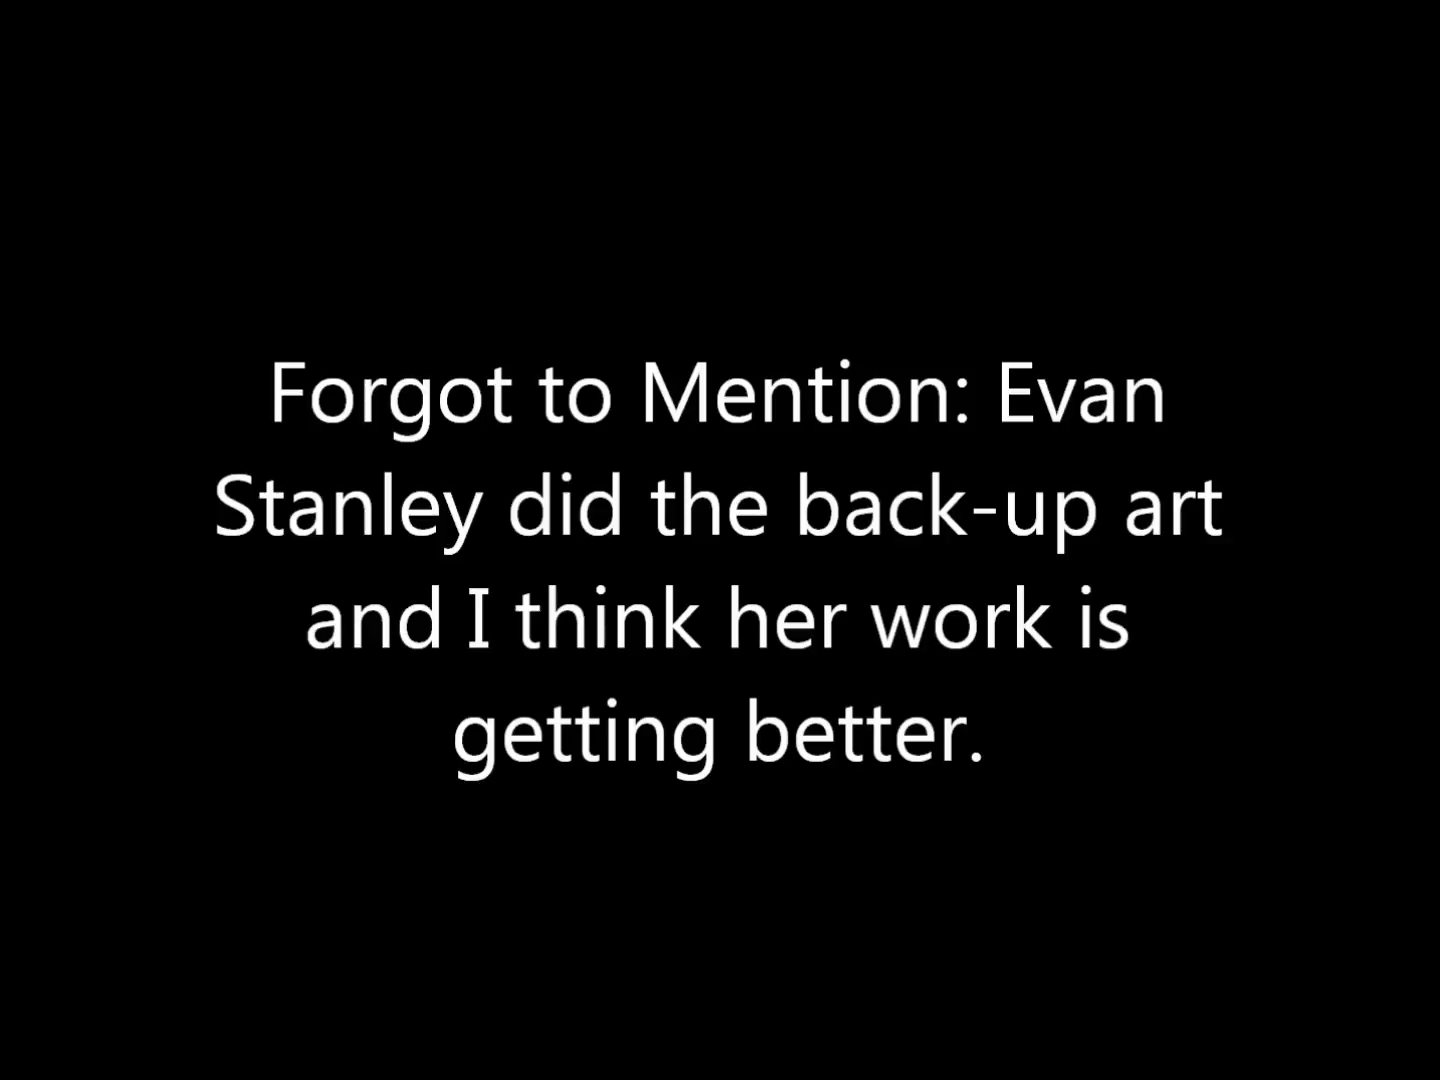 Forgot to Mention: Evan
Stanley did the back-up art
and I think her work is
getting better.